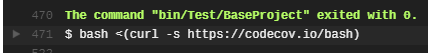 470 The command "bin/Test/BaseProject" exited with 0.
471 $ bash <(curl -s https://codecov.io/bash)